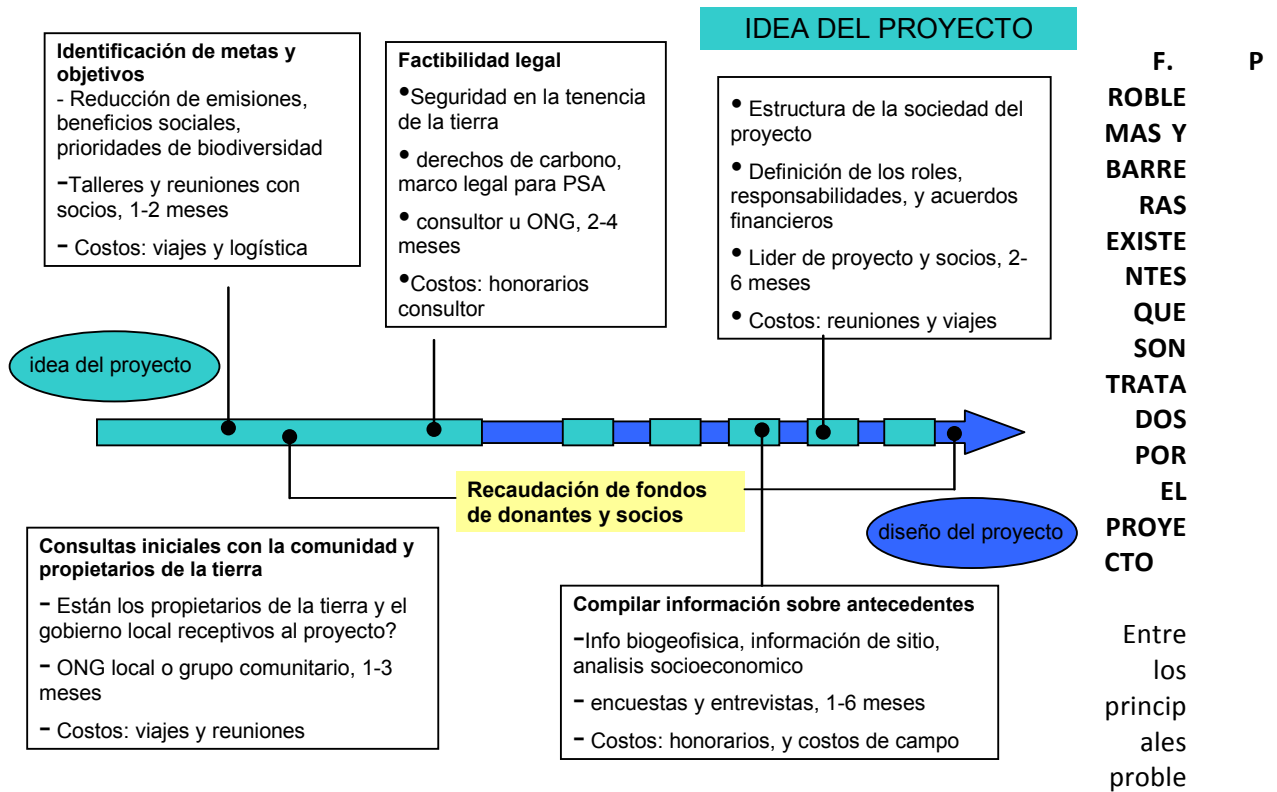 IDEA DEL PROYECTO
Identificación de metas y
objetivos
- Reducción de emisiones,
beneficios sociales,
prioridades de biodiversidad
-Talleres y reuniones con
socios, 1-2 meses
- Costos: viajes y logística
Factibilidad legal
•Seguridad en la tenencia
de la tierra
• derechos de carbono,
marco legal para PSA
• consultor u ONG, 2-4
meses
•Costos: honorarios
consultor
• Estructura de la sociedad del
proyecto
• Definición de los roles,
responsabilidades, y acuerdos
financieros
• Lider de proyecto y socios, 2-
6 meses
• Costos: reuniones y viajes
idea del proyecto
Recaudación de fondos
de donantes y socios
diseño del proyecto
Consultas iniciales con la comunidad y
propietarios de la tierra
- Están los propietarios de la tierra y el
gobierno local receptivos al proyecto?
- ONG local o grupo comunitario, 1-3
meses
- Costos: viajes y reuniones
Compilar información sobre antecedentes
-Info biogeofisica, información de sitio,
analisis socioeconomico
- encuestas y entrevistas, 1-6 meses
- Costos: honorarios, y costos de campo
F. P
ROBLE
MAS Y
BARRE
RAS
EXISTE
NTES
QUE
SON
TRATA
DOS
POR
EL
PROYE
CTO
Entre
los
princip
ales
proble